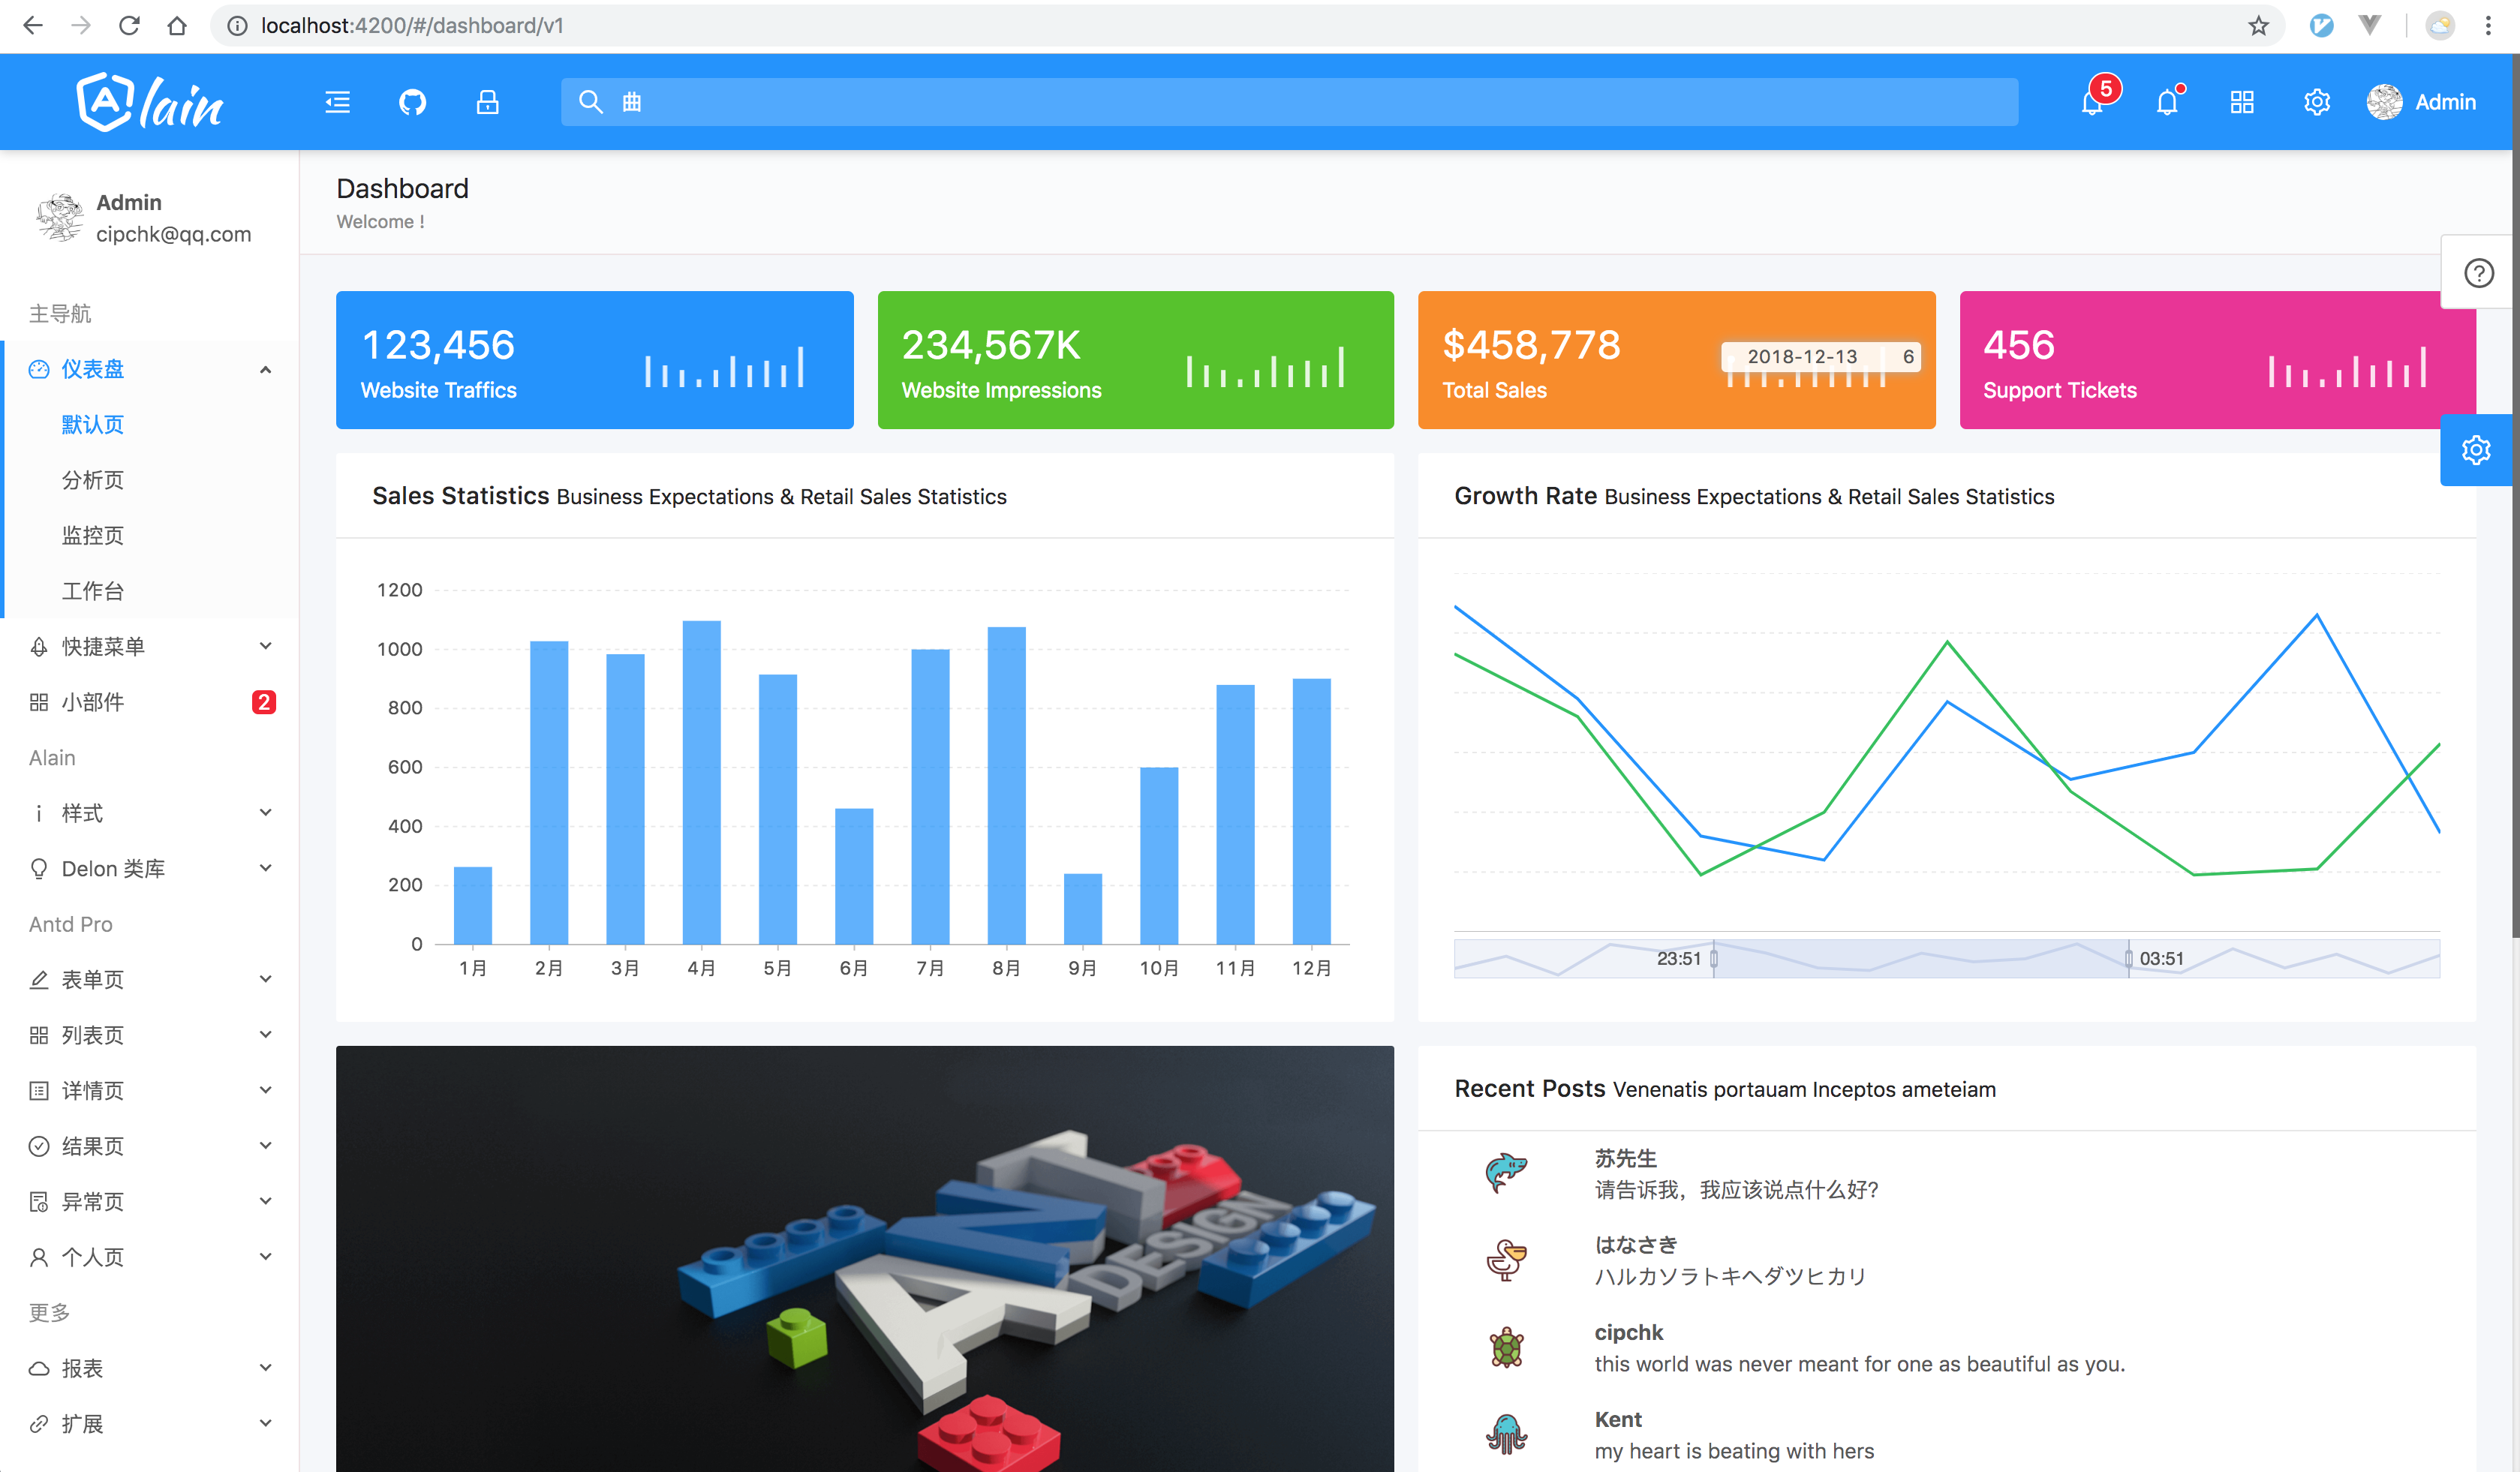 localhost:4200/#/dashboard/v1
Alain
曲
5
Admin
Admin
cipchk@qq.com
主导航
仪表盘
默认页
分析页
监控页
工作台
快捷菜单
小部件 2
Alain
样式
Delon 类库
Antd Pro
表单页
列表页
详情页
结果页
异常页
个人页
更多
报表
扩展
Dashboard
Welcome !
123,456
Website Traffics
234,567K
Website Impressions
$458,778
Total Sales
2018-12-13 6
456
Support Tickets
Sales Statistics Business Expectations & Retail Sales Statistics
1200
1000
800
600
400
200
0
1月 2月 3月 4月 5月 6月 7月 8月 9月 10月 11月 12月
Growth Rate Business Expectations & Retail Sales Statistics
23:51 03:51
ANT
DESIGN
Recent Posts Venenatis portauam Inceptos ameteiam
苏先生
请告诉我，我应该说点什么好?
はなさき
ハルカソラトキヘダツヒカリ
cipchk
this world was never meant for one as beautiful as you.
Kent
my heart is beating with hers